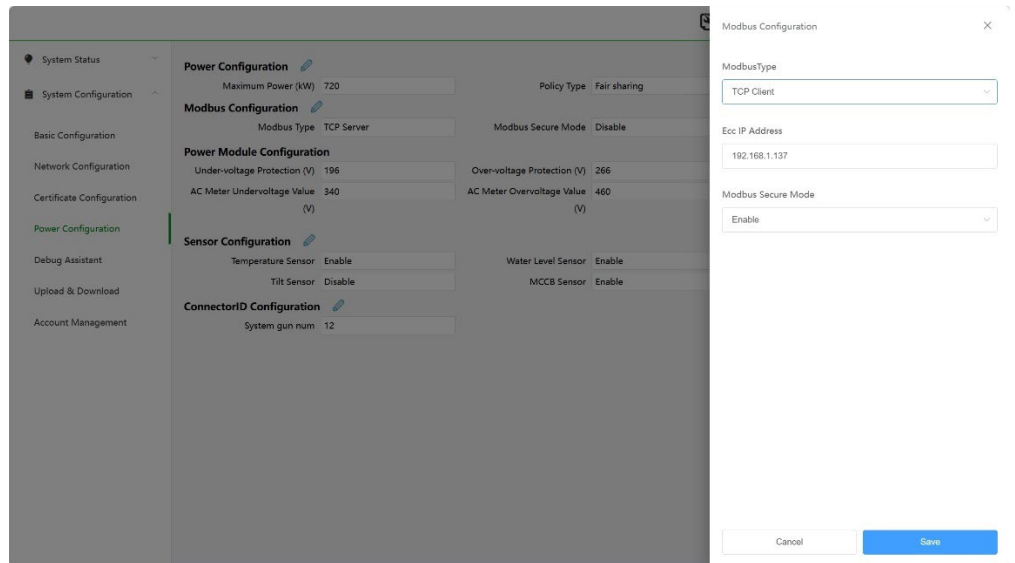 Modbus Configuration
System Status
System Configuration
Basic Configuration
Network Configuration
Certificate Configuration
Power Configuration
Debug Assistant
Upload & Download
Account Management
Power Configuration
Maximum Power (kW) 720 Policy Type Fair sharing
Modbus Configuration
Modbus Type TCP Server Modbus Secure Mode Disable
Power Module Configuration
Under-voltage Protection (V) 196 Over-voltage Protection (V) 266
AC Meter Undervoltage Value 340 AC Meter Overvoltage Value 460
(V) (V)
Sensor Configuration
Temperature Sensor Enable Water Level Sensor Enable
Tilt Sensor Disable MCCB Sensor Enable
ConnectorID Configuration
System gun num 12
ModbusType
TCP Client
Ecc IP Address
192.168.1.137
Modbus Secure Mode
Enable
Cancel Save